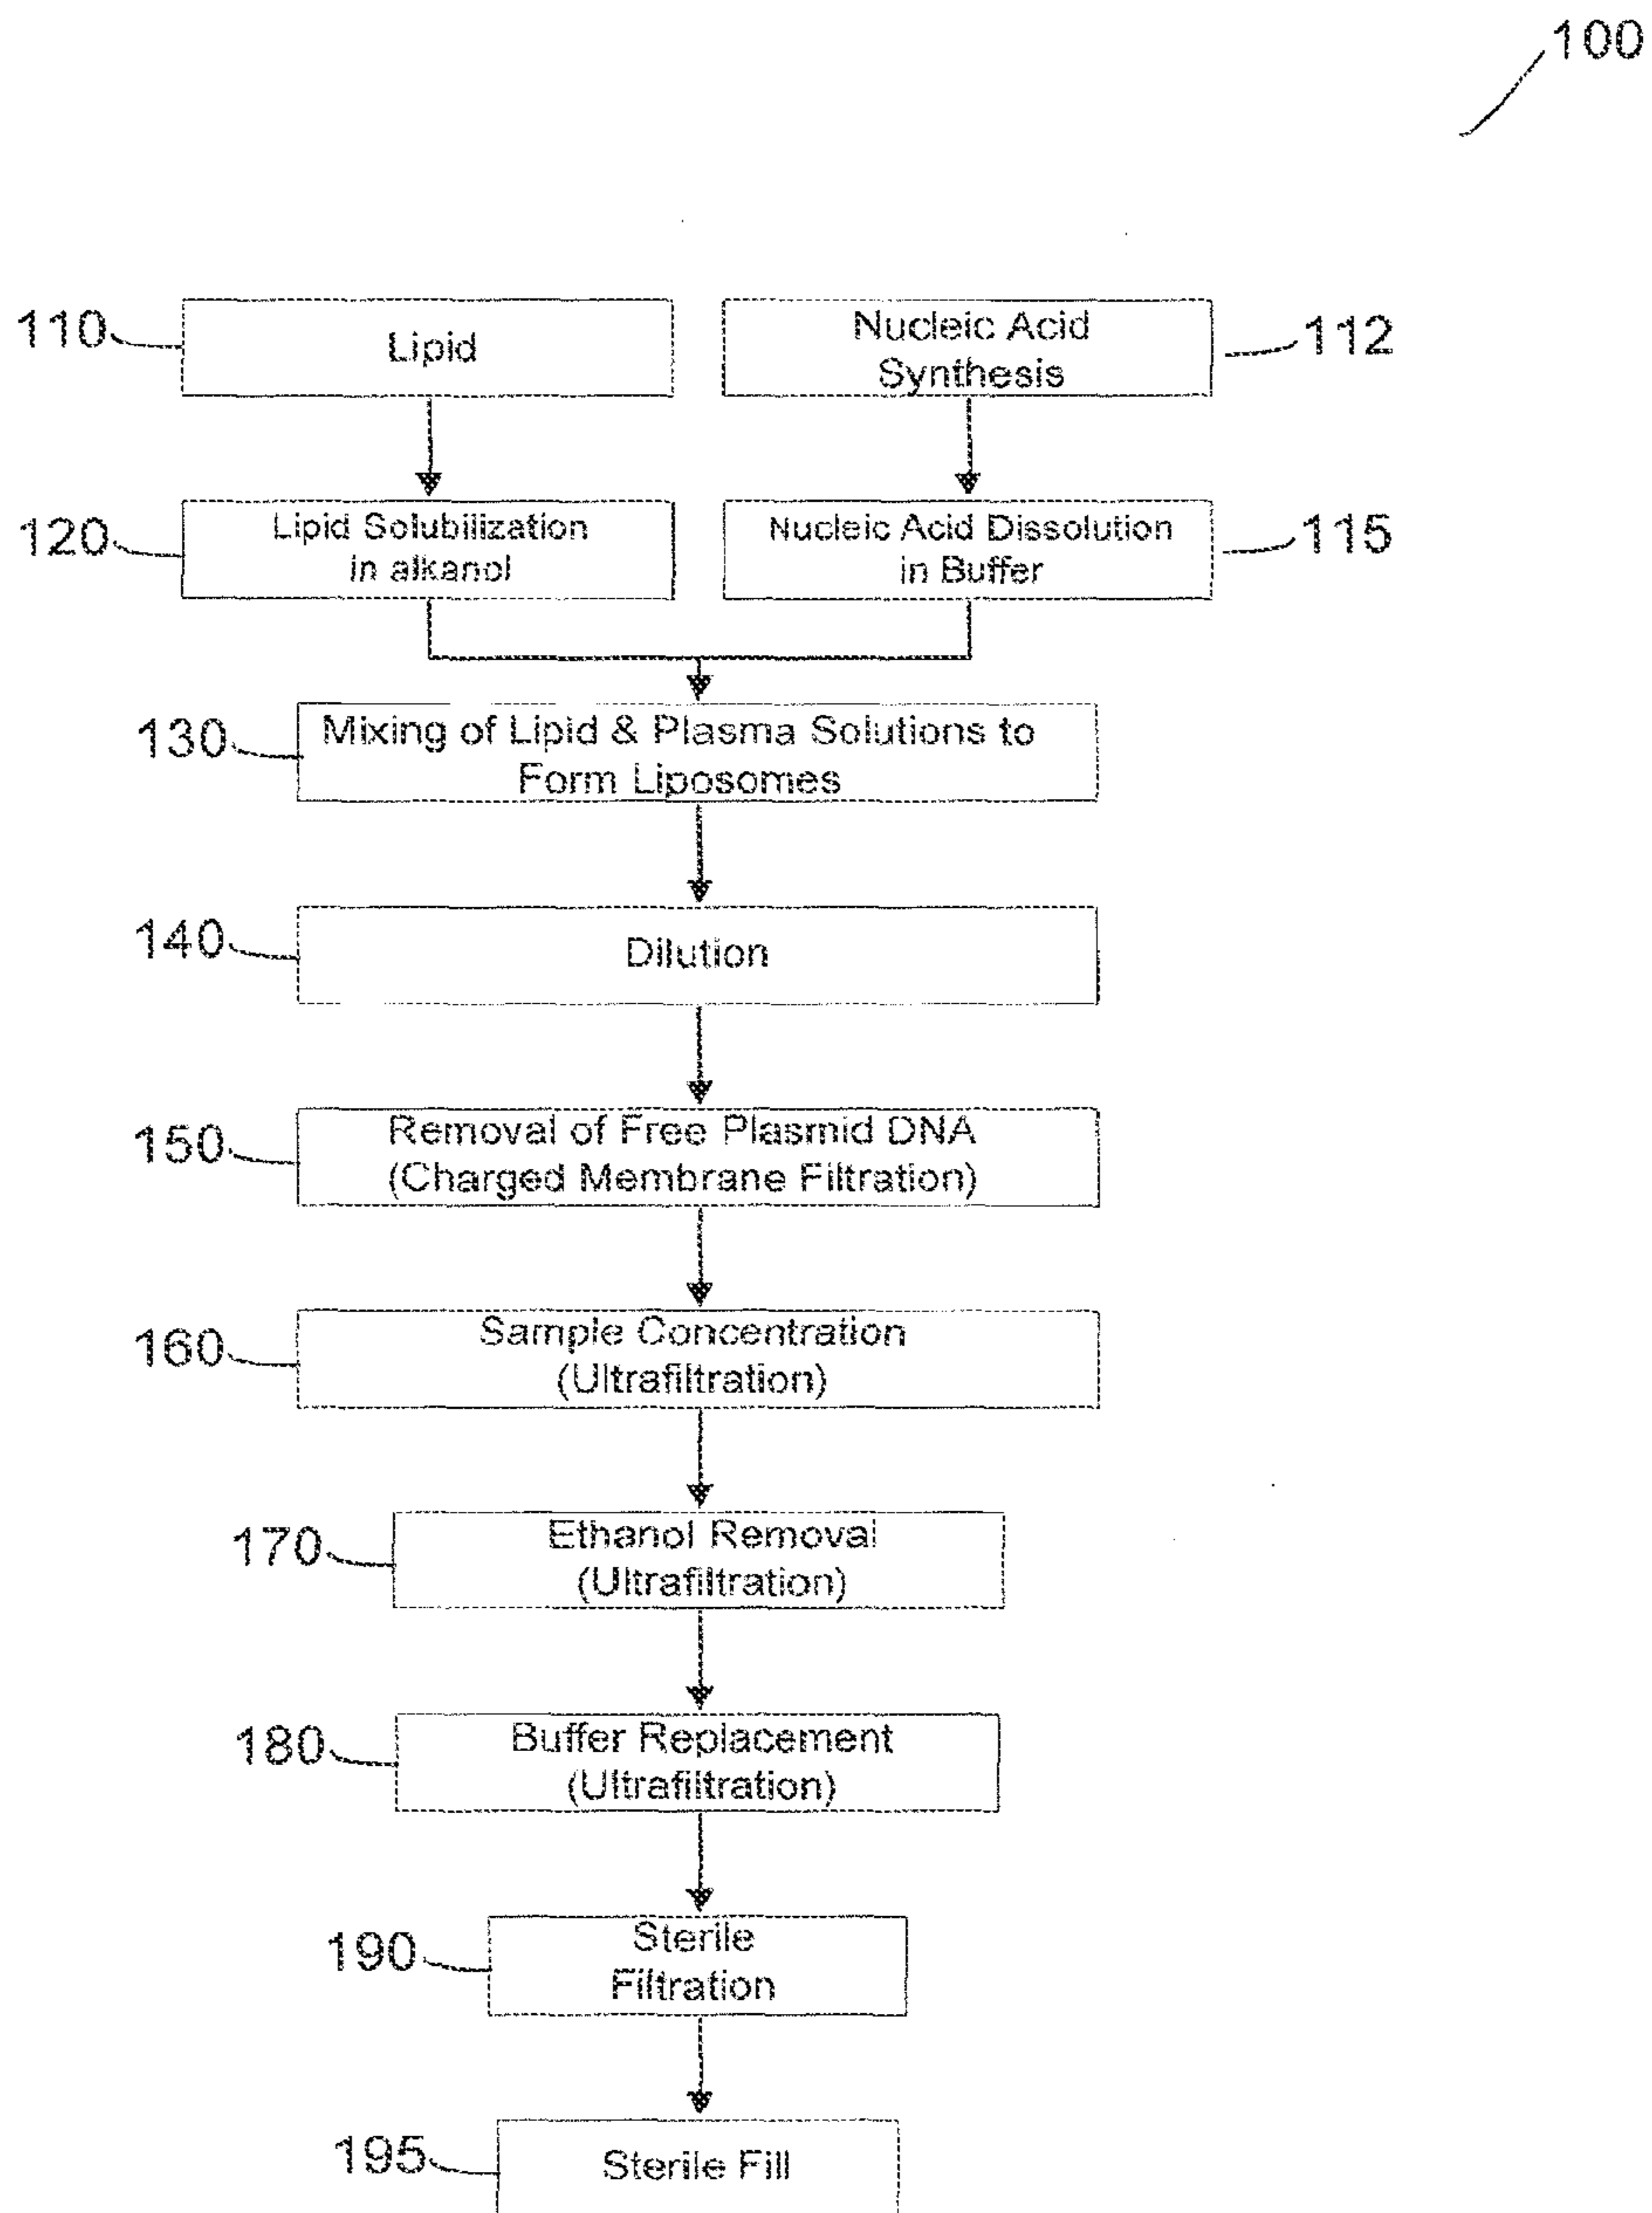 100
110
Lipid
Nucleic Acid
Synthesis
112
120
Lipid Solubilization
in alkanol
Nucleic Acid Dissolution
in Buffer
115
130
Mixing of Lipid & Plasma Solutions to
Form Liposomes
140
Dilution
150
Removal of Free Plasmid DNA
(Charged Membrane Filtration)
160
Sample Concentration
(Ultrafiltration)
170
Ethanol Removal
(Ultrafiltration)
180
Buffer Replacement
(Ultrafiltration)
190
Sterile
Filtration
195
Sterile Fill